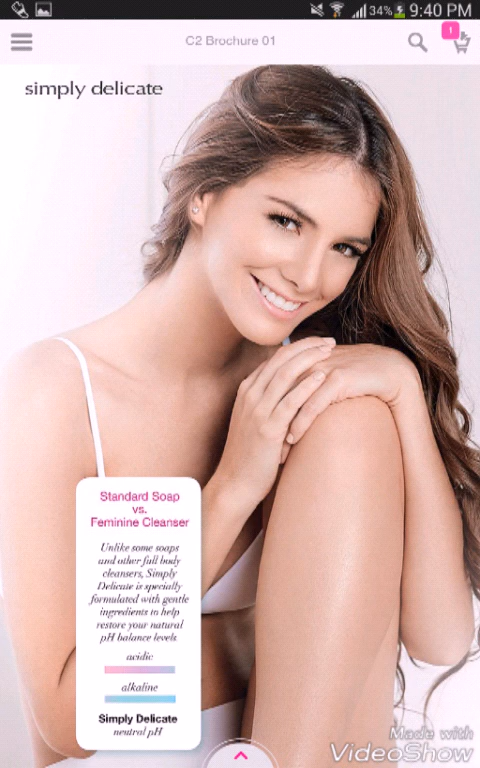 34% 9:40 PM
C2 Brochure 01
1
simply delicate
Standard Soap
vs.
Feminine Cleanser
Unlike some soaps
and other full body
cleansers, Simply
Delicate is specially
formulated with gentle
ingredients to help
restore your natural
pH balance levels
acidic
alkaline
Simply Delicate
neutral pH
Made with
VideoShow